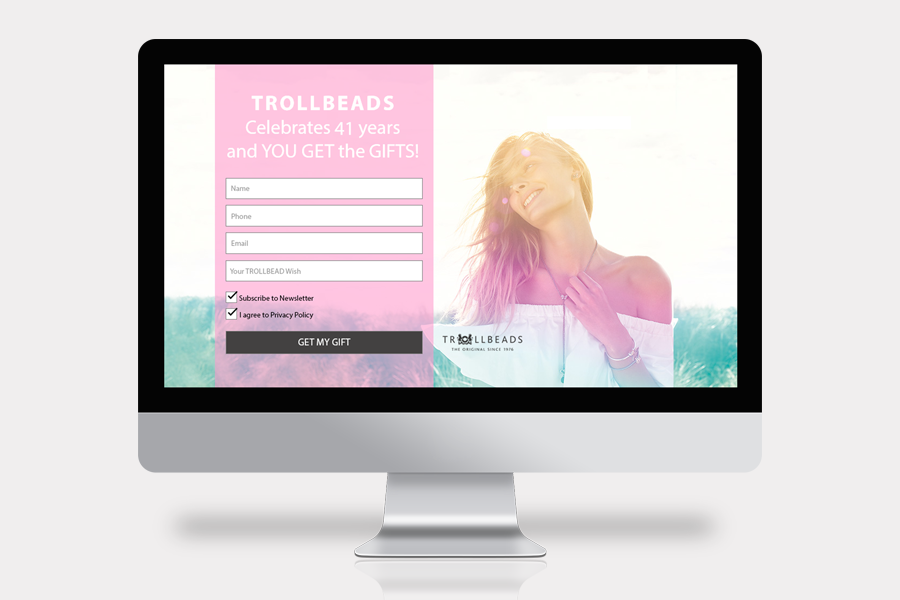 TROLLBEADS
Celebrates 41 years
and YOU GET the GIFTS!
Name
Phone
Email
Your TROLLBEAD Wish
Subscribe to Newsletter
I agree to Privacy Policy
GET MY GIFT
TROLLBEADS
THE ORIGINAL SINCE 1976